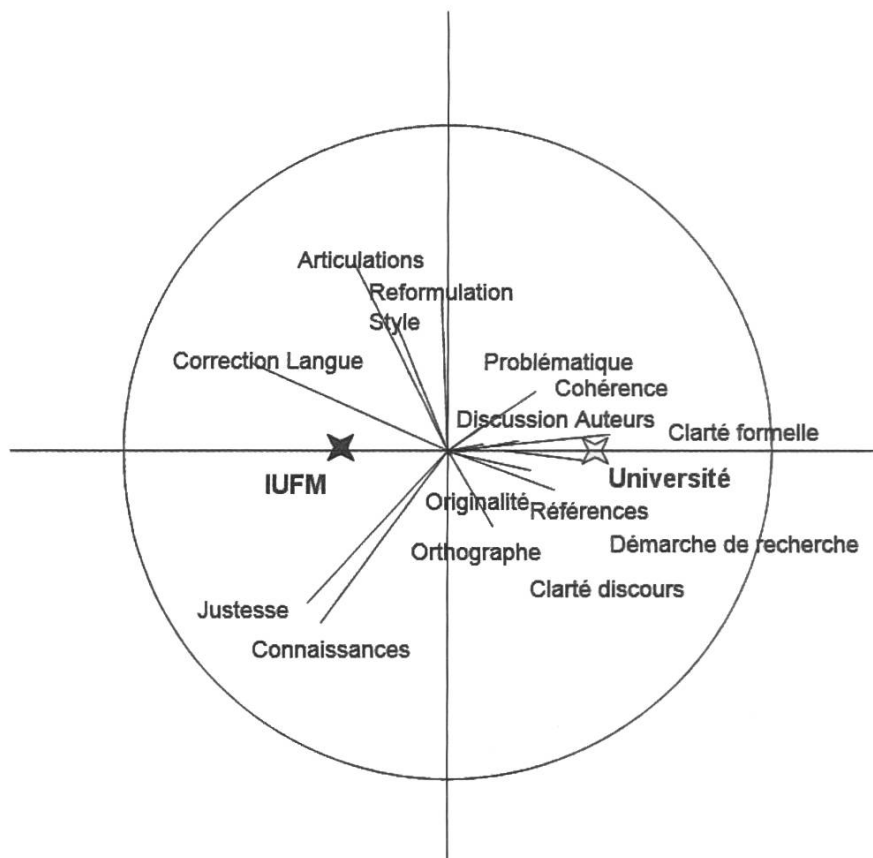 Articulations
Reformulation
Style
Correction Langue
Problématique
Cohérence
Discussion Auteurs
Clarté formelle
IUFM
Université
Originalité
Références
Orthographe
Démarche de recherche
Clarté discours
Justesse
Connaissances